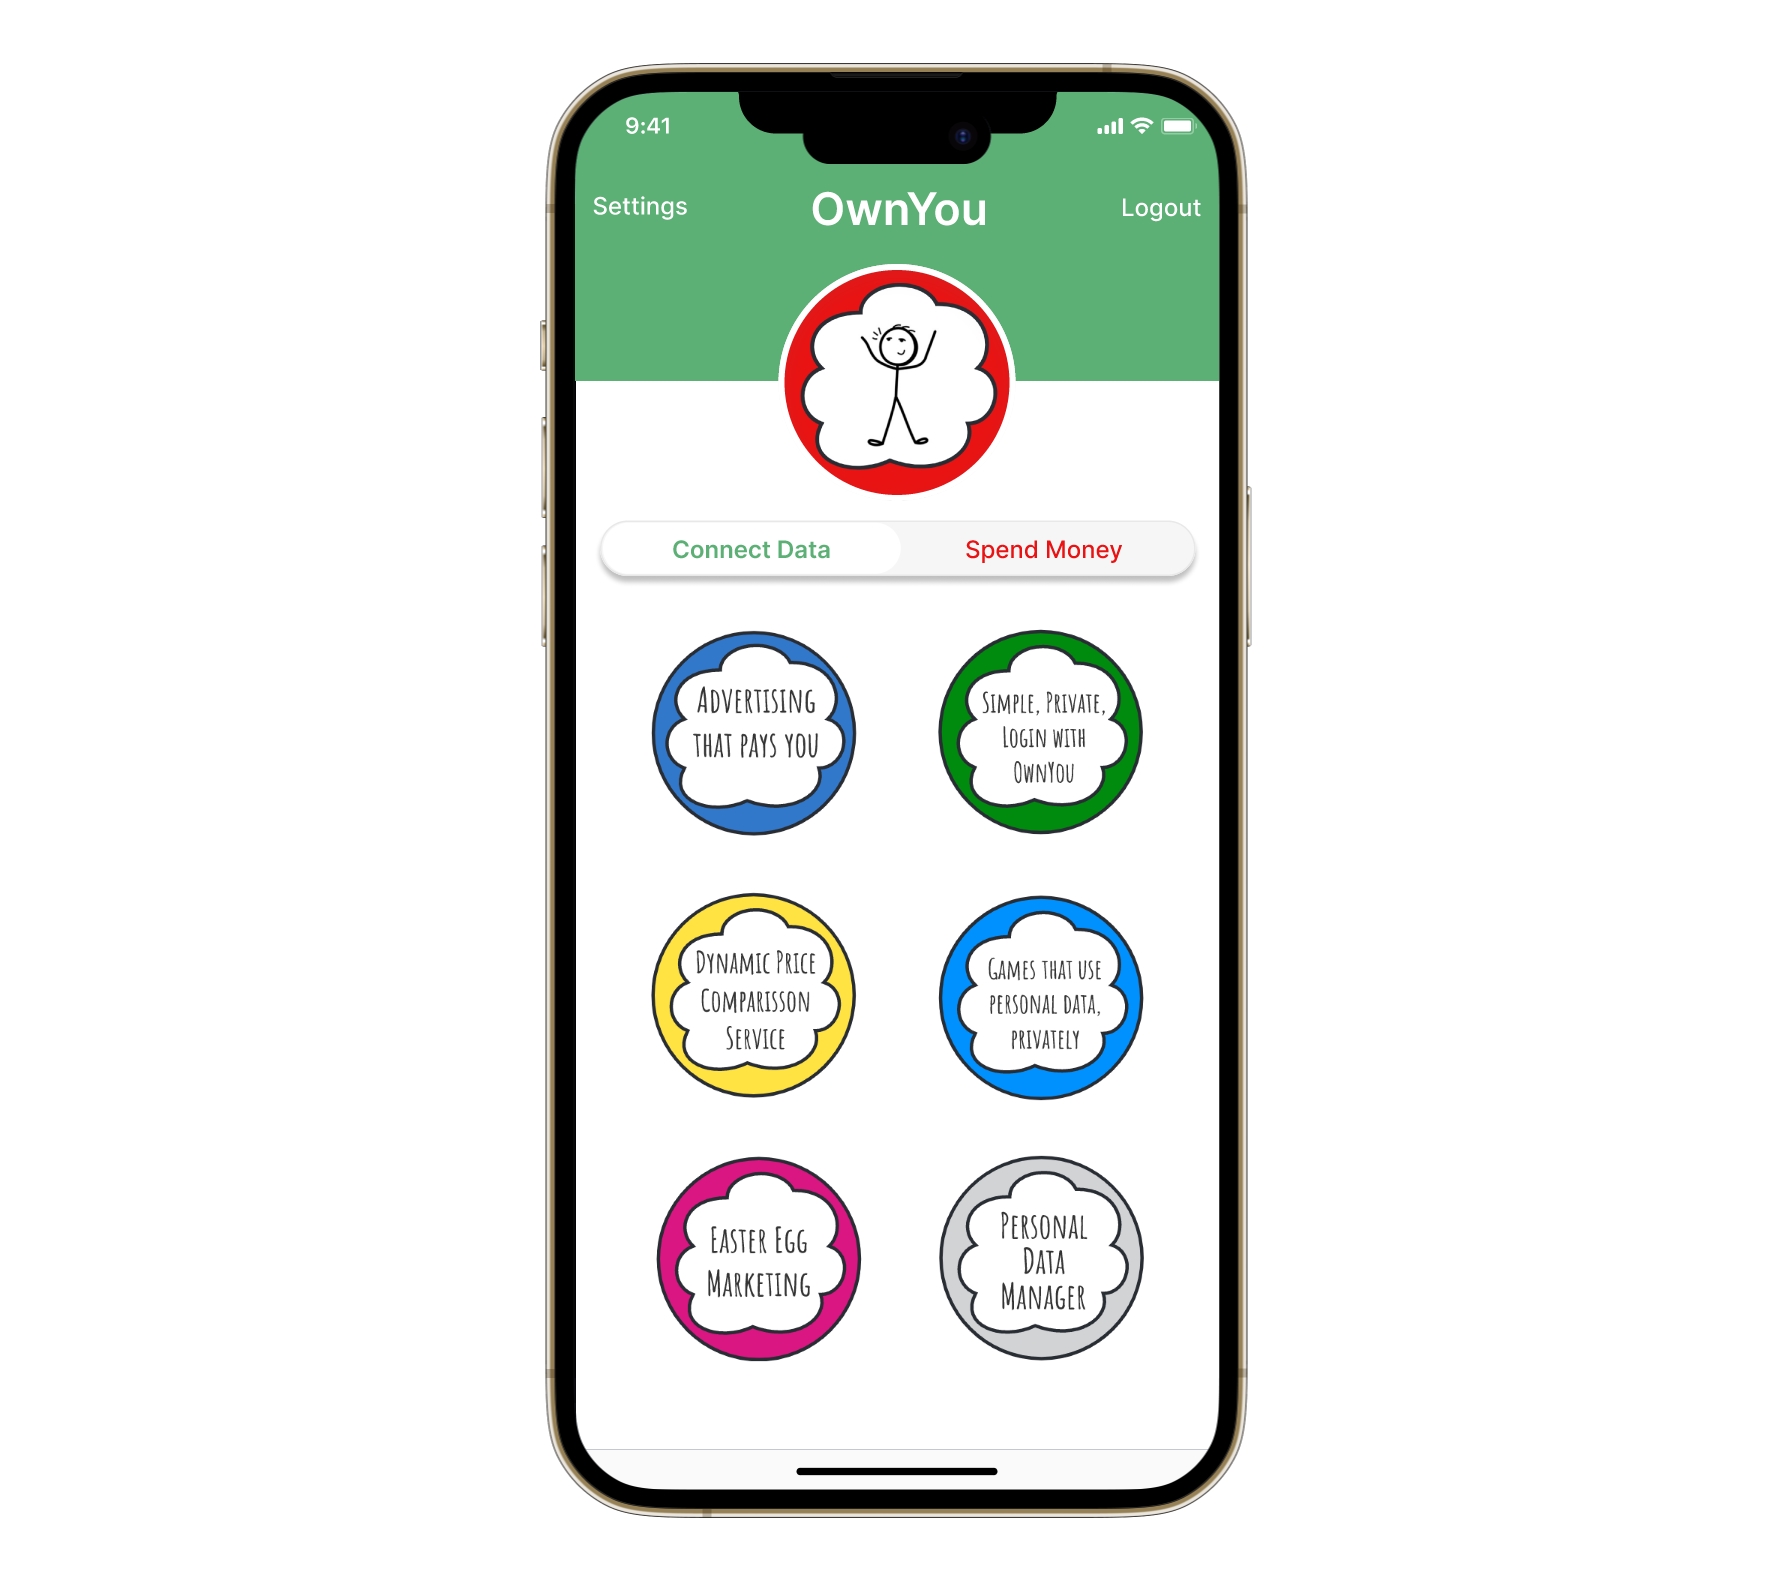 9:41
Settings
OwnYou
Logout
Connect Data
Spend Money
Advertising
that pays you
Simple, Private,
Login with
OwnYou
Dynamic Price
Comparisson
Service
Games that use
personal data,
privately
Easter Egg
Marketing
Personal
Data
Manager